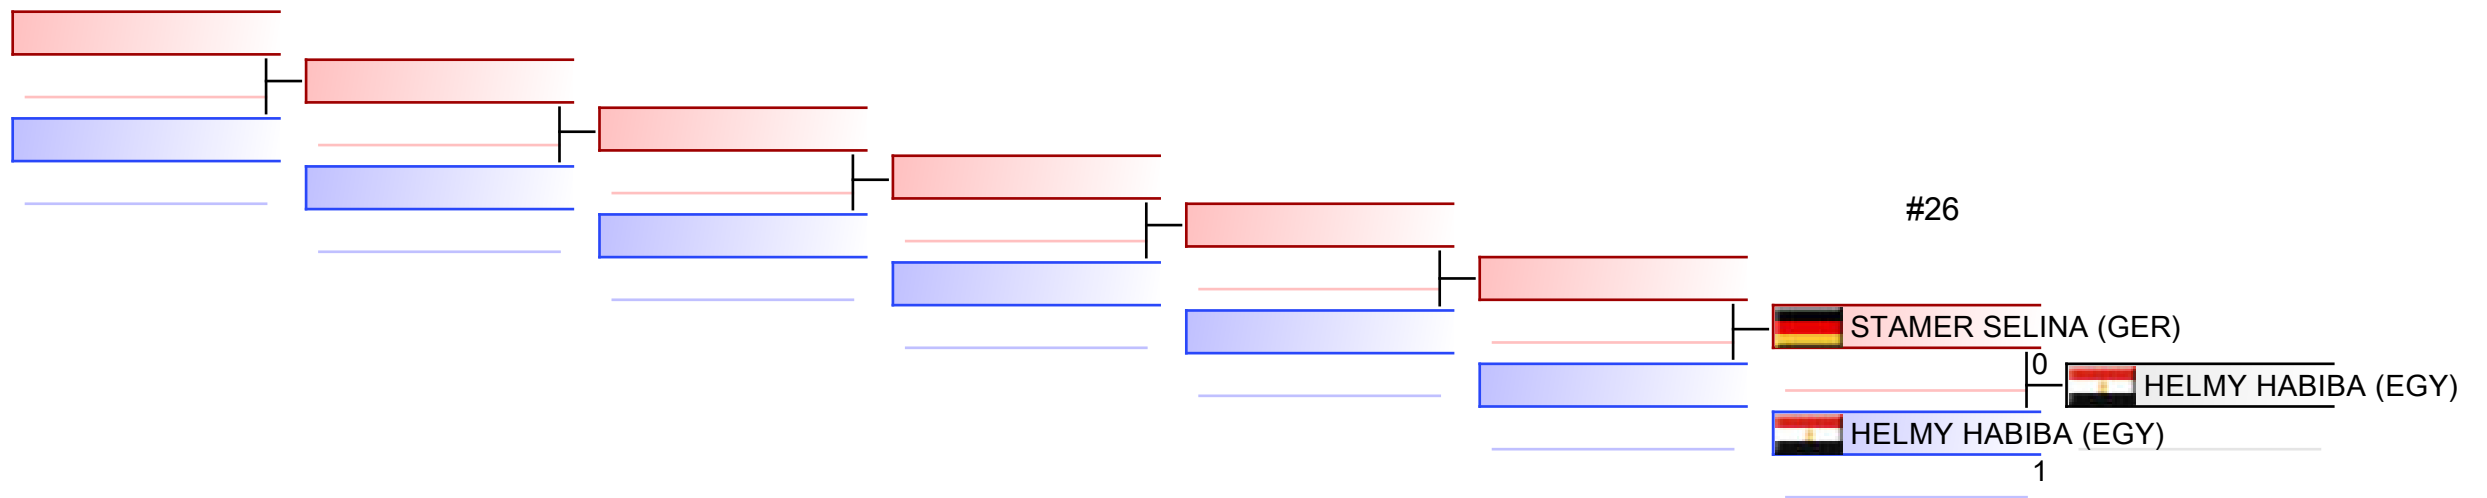 #26
STAMER SELINA (GER)
0
HELMY HABIBA (EGY)
HELMY HABIBA (EGY)
1